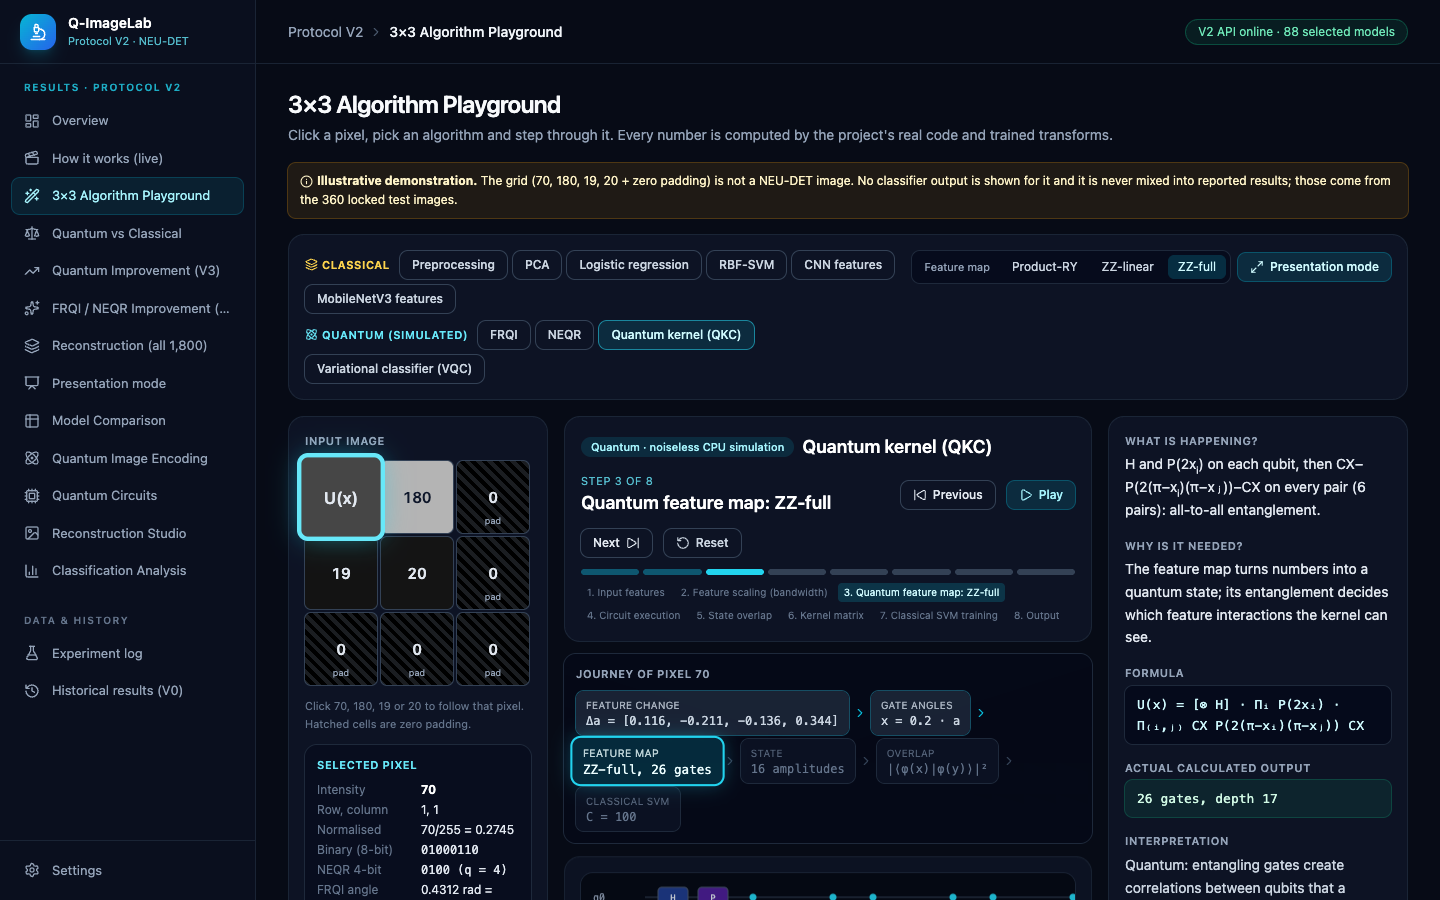 Q-ImageLab
Protocol V2 · NEU-DET
RESULTS · PROTOCOL V2
Overview
How it works (live)
3×3 Algorithm Playground
Quantum vs Classical
Quantum Improvement (V3)
FRQI / NEQR Improvement (...
Reconstruction (all 1,800)
Presentation mode
Model Comparison
Quantum Image Encoding
Quantum Circuits
Reconstruction Studio
Classification Analysis
DATA & HISTORY
Experiment log
Historical results (V0)
Settings
Protocol V2 > 3×3 Algorithm Playground
V2 API online · 88 selected models
3×3 Algorithm Playground
Click a pixel, pick an algorithm and step through it. Every number is computed by the project's real code and trained transforms.
Illustrative demonstration. The grid (70, 180, 19, 20 + zero padding) is not a NEU-DET image. No classifier output is shown for it and it is never mixed into reported results; those come from
the 360 locked test images.
CLASSICAL Preprocessing PCA Logistic regression RBF-SVM CNN features
MobileNetV3 features
QUANTUM (SIMULATED) FRQI NEQR Quantum kernel (QKC)
Variational classifier (VQC)
Feature map Product-RY ZZ-linear ZZ-full Presentation mode
INPUT IMAGE
U(x) 180 0
pad
19 20 0
pad
0 0 0
pad pad pad
Click 70, 180, 19 or 20 to follow that pixel.
Hatched cells are zero padding.
SELECTED PIXEL
Intensity 70
Row, column 1, 1
Normalised 70/255 = 0.2745
Binary (8-bit) 01000110
NEQR 4-bit 0100 (q = 4)
FRQI angle 0.4312 rad =
Quantum · noiseless CPU simulation Quantum kernel (QKC)
STEP 3 OF 8
Quantum feature map: ZZ-full
Previous Play
Next Reset
1. Input features 2. Feature scaling (bandwidth) 3. Quantum feature map: ZZ-full
4. Circuit execution 5. State overlap 6. Kernel matrix 7. Classical SVM training 8. Output
JOURNEY OF PIXEL 70
FEATURE CHANGE
Δa = [0.116, −0.211, −0.136, 0.344]
GATE ANGLES
x = 0.2 · a
FEATURE MAP
ZZ-full, 26 gates
STATE
16 amplitudes
OVERLAP
|⟨φ(x)|φ(y)⟩|²
CLASSICAL SVM
C = 100
q0 H P
WHAT IS HAPPENING?
H and P(2xⱼ) on each qubit, then CX–
P(2(π−xᵢ)(π−xⱼ))–CX on every pair (6
pairs): all-to-all entanglement.
WHY IS IT NEEDED?
The feature map turns numbers into a
quantum state; its entanglement decides
which feature interactions the kernel can
see.
FORMULA
U(x) = [⊗ H] · Πᵢ P(2xᵢ) ·
Π₍ᵢ,ⱼ₎ CX P(2(π−xᵢ)(π−xⱼ)) CX
ACTUAL CALCULATED OUTPUT
26 gates, depth 17
INTERPRETATION
Quantum: entangling gates create
correlations between qubits that a